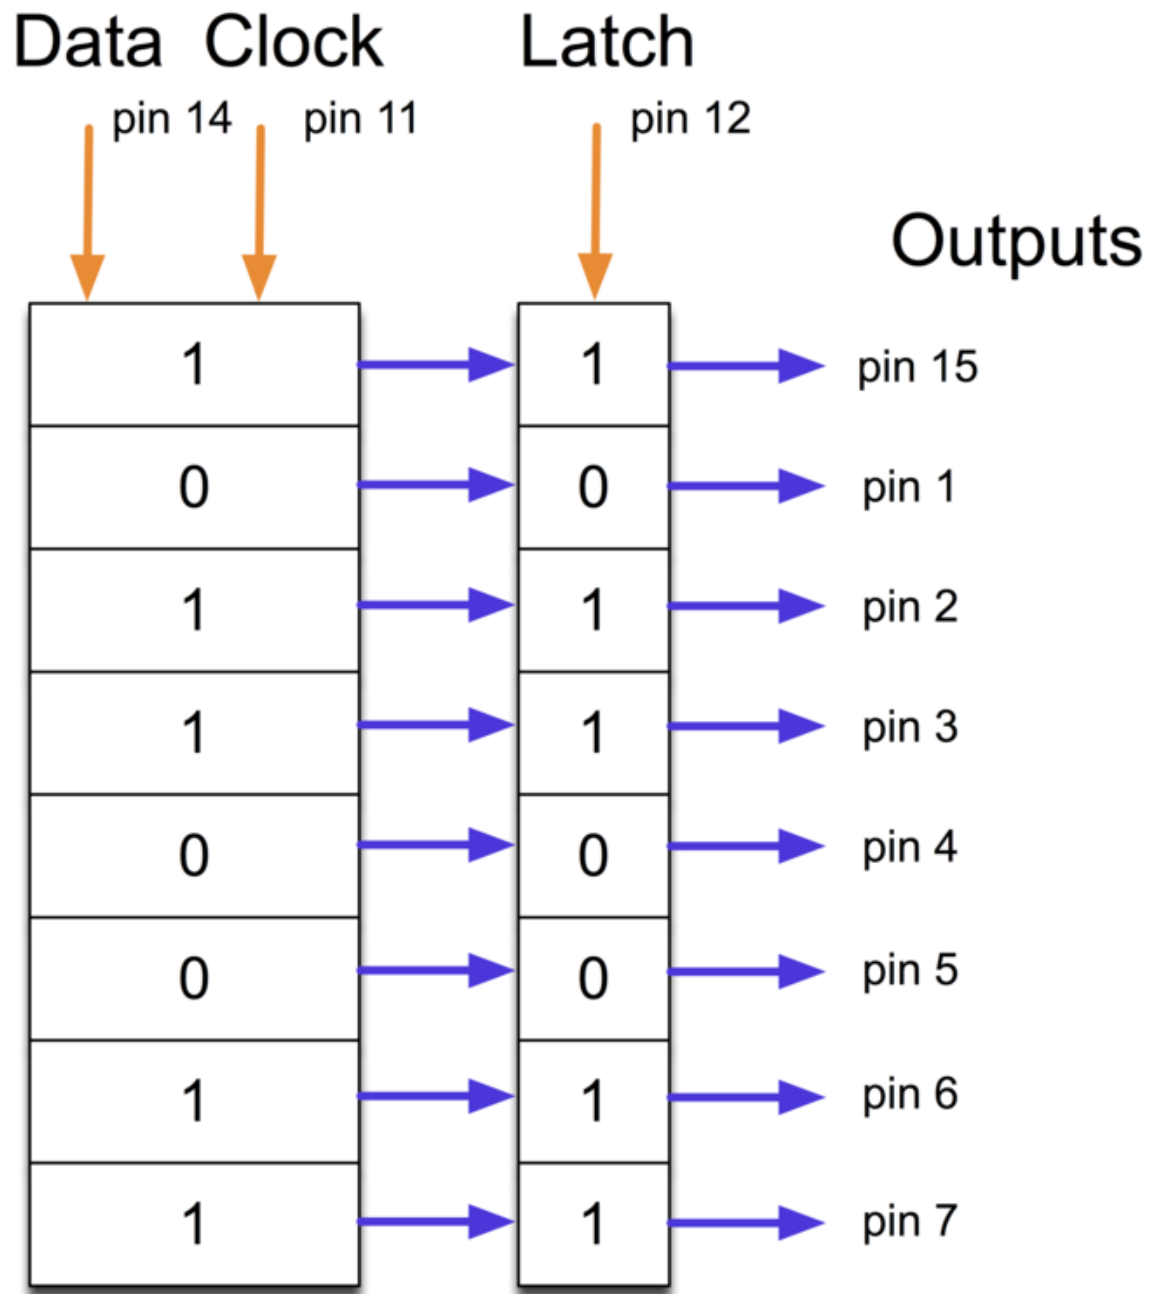 Data Clock Latch
pin 14 pin 11 pin 12
Outputs
1 1 pin 15
0 0 pin 1
1 1 pin 2
1 1 pin 3
0 0 pin 4
0 0 pin 5
1 1 pin 6
1 1 pin 7